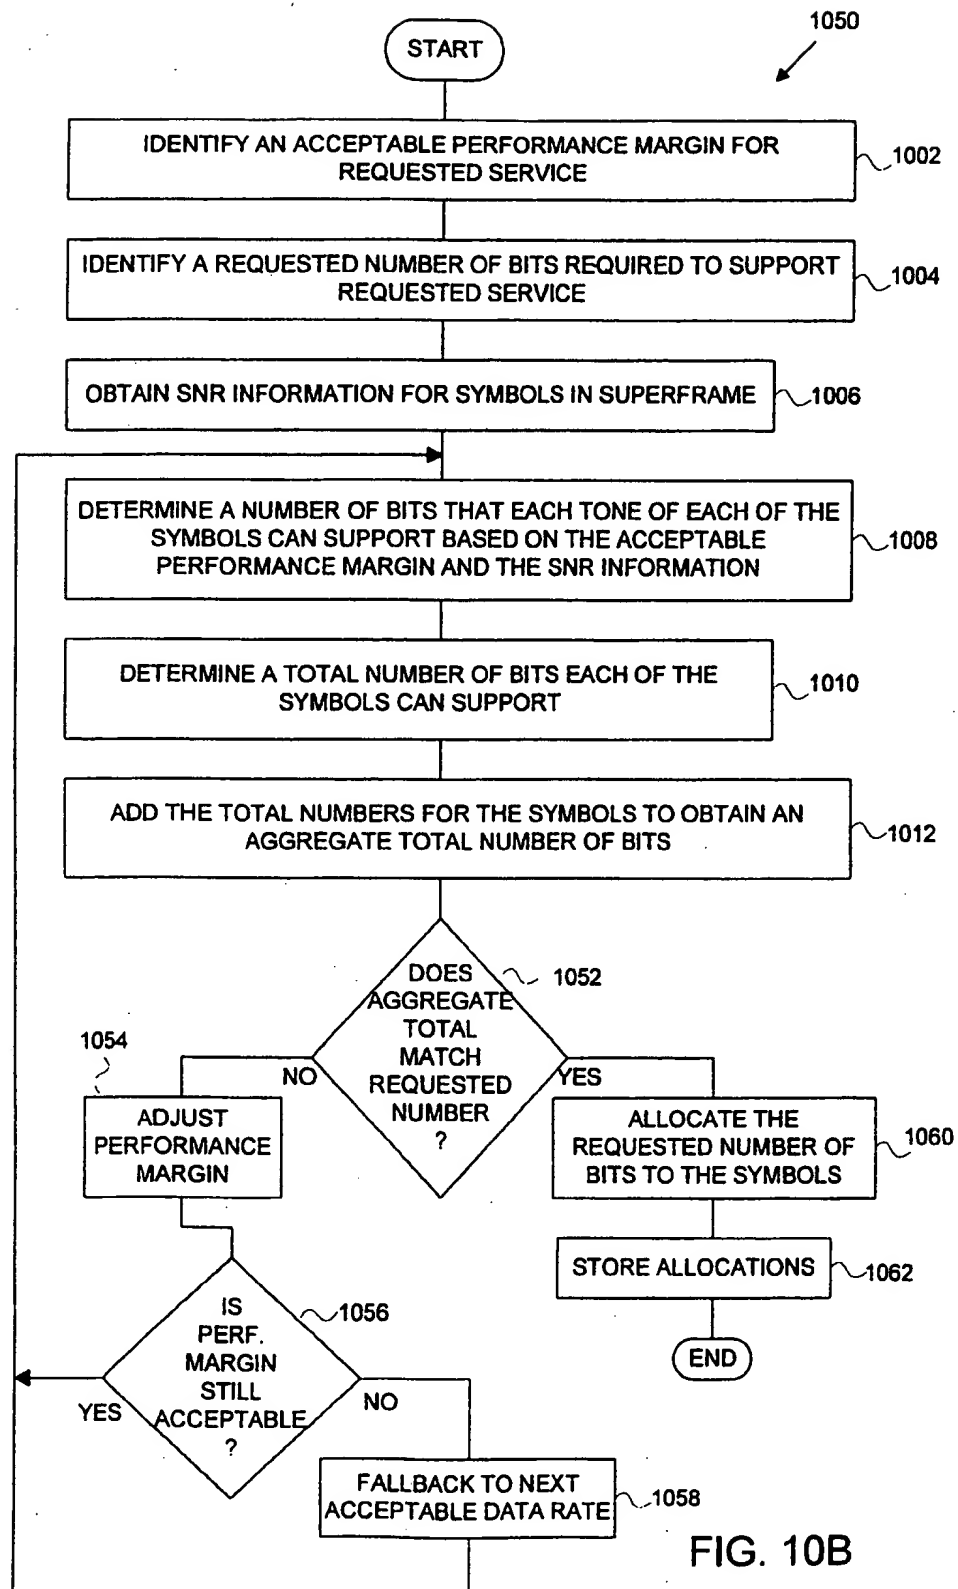 1050
START
IDENTIFY AN ACCEPTABLE PERFORMANCE MARGIN FOR
REQUESTED SERVICE
1002
IDENTIFY A REQUESTED NUMBER OF BITS REQUIRED TO SUPPORT
REQUESTED SERVICE
1004
OBTAIN SNR INFORMATION FOR SYMBOLS IN SUPERFRAME
1006
DETERMINE A NUMBER OF BITS THAT EACH TONE OF EACH OF THE
SYMBOLS CAN SUPPORT BASED ON THE ACCEPTABLE
PERFORMANCE MARGIN AND THE SNR INFORMATION
1008
DETERMINE A TOTAL NUMBER OF BITS EACH OF THE
SYMBOLS CAN SUPPORT
1010
ADD THE TOTAL NUMBERS FOR THE SYMBOLS TO OBTAIN AN
AGGREGATE TOTAL NUMBER OF BITS
1012
DOES
AGGREGATE
TOTAL
MATCH
REQUESTED
NUMBER
?
1052
NO
YES
1054
ADJUST
PERFORMANCE
MARGIN
ALLOCATE THE
REQUESTED NUMBER OF
BITS TO THE SYMBOLS
1060
STORE ALLOCATIONS
1062
END
IS
PERF.
MARGIN
STILL
ACCEPTABLE
?
1056
YES
NO
FALLBACK TO NEXT
ACCEPTABLE DATA RATE
1058
FIG. 10B